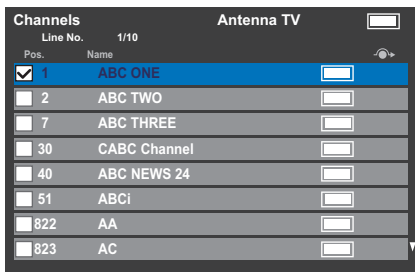 Channels Antenna TV
Line No. 1/10
Pos. Name
1 ABC ONE
2 ABC TWO
7 ABC THREE
30 CABC Channel
40 ABC NEWS 24
51 ABCi
822 AA
823 AC